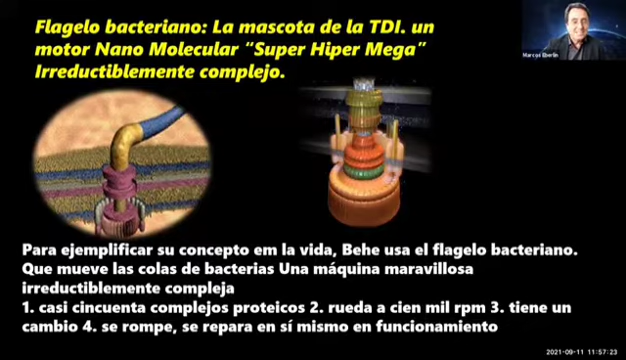 Flagelo bacteriano: La mascota de la TDI. un
motor Nano Molecular “Super Hiper Mega”
Irreductiblemente complejo.
Marcos Eberlin
Para ejemplificar su concepto em la vida, Behe usa el flagelo bacteriano.
Que mueve las colas de bacterias Una máquina maravillosa
irreductiblemente compleja
1. casi cincuenta complejos proteicos 2. rueda a cien mil rpm 3. tiene un
cambio 4. se rompe, se repara en sí mismo en funcionamiento
2021-09-11 11:57:23